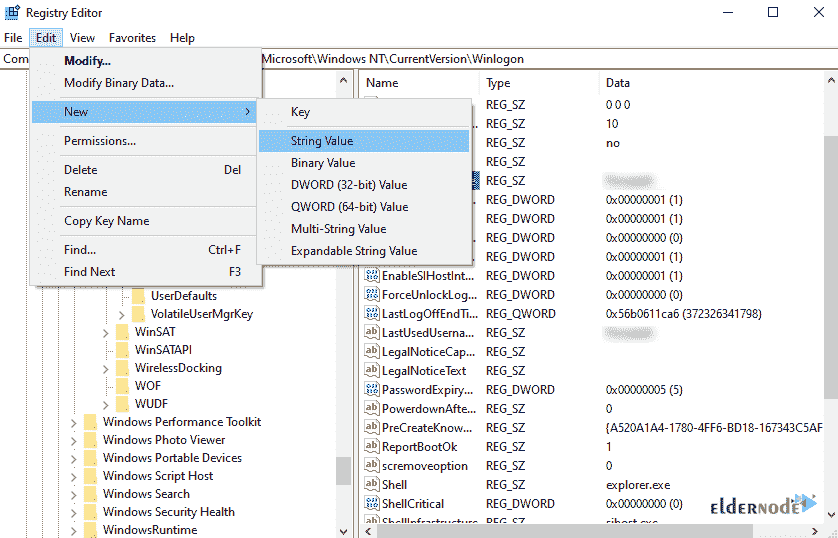 Registry Editor
File Edit View Favorites Help
Com Microsoft\Windows NT\CurrentVersion\Winlogon
Modify...
Modify Binary Data...
New
Permissions...
Delete Del
Rename
Copy Key Name
Find... Ctrl+F
Find Next F3
Key
String Value
Binary Value
DWORD (32-bit) Value
QWORD (64-bit) Value
Multi-String Value
Expandable String Value
UserDefaults
VolatileUserMgrKey
WinSAT
WinSATAPI
WirelessDocking
WOF
WUDF
Windows Performance Toolkit
Windows Photo Viewer
Windows Portable Devices
Windows Script Host
Windows Search
Windows Security Health
WindowsRuntime
Name Type Data
REG_SZ 0 0 0
REG_SZ 10
REG_SZ no
REG_SZ
REG_SZ
REG_DWORD 0x00000001 (1)
REG_DWORD 0x00000001 (1)
REG_DWORD 0x00000000 (0)
REG_DWORD 0x00000001 (1)
EnableSIHostInt... REG_DWORD 0x00000001 (1)
ForceUnlockLog... REG_DWORD 0x00000000 (0)
LastLogOffEndTi... REG_QWORD 0x56b0611ca6 (372326341798)
LastUsedUserna... REG_SZ
LegalNoticeCap... REG_SZ
LegalNoticeText REG_SZ
PasswordExpiry... REG_DWORD 0x00000005 (5)
PowerdownAfte... REG_SZ 0
PreCreateKnow... REG_SZ {A520A1A4-1780-4FF6-BD18-167343C5AF
ReportBootOk REG_SZ 1
scremoveoption REG_SZ 0
Shell REG_SZ explorer.exe
ShellCritical REG_DWORD 0x00000000 (0)
ShellInfrastructure REG_SZ sihost.exe
ELDERNODE